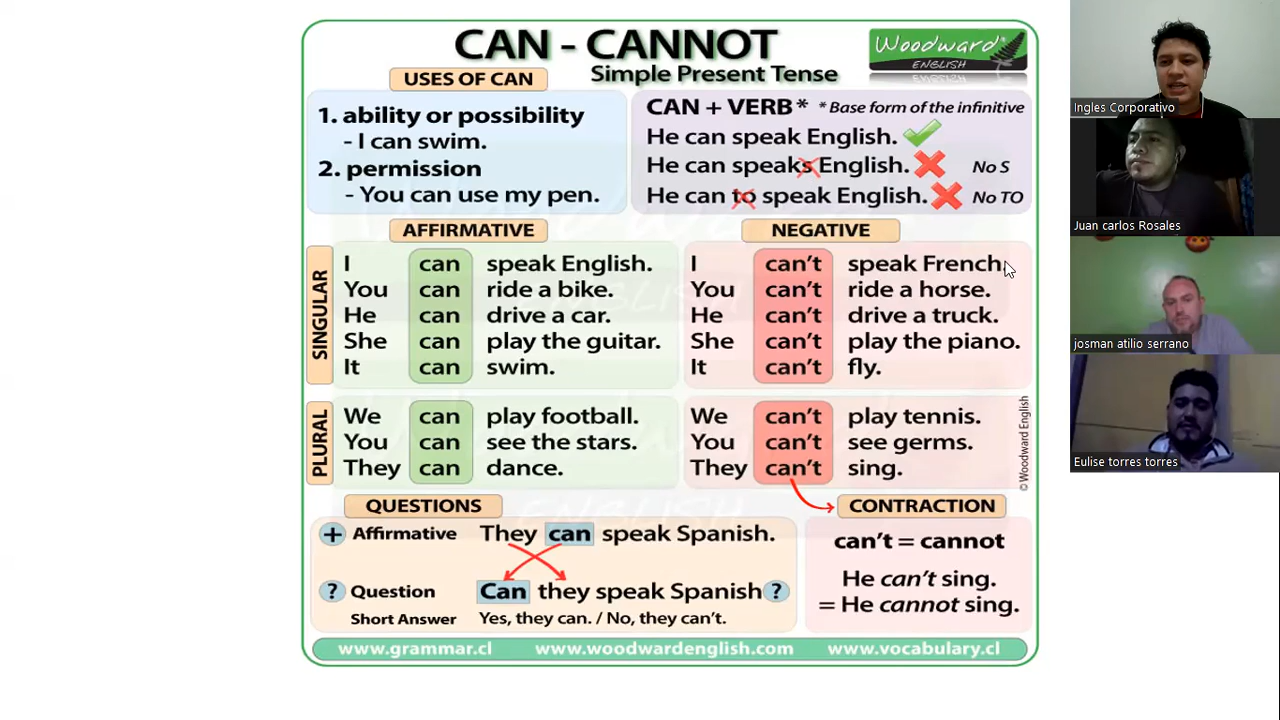 CAN - CANNOT
Simple Present Tense
Woodward®
ENGLISH
USES OF CAN
1. ability or possibility
- I can swim.
2. permission
- You can use my pen.
CAN + VERB* * Base form of the infinitive
He can speak English.
He can speaks English. No S
He can to speak English. No TO
AFFIRMATIVE
SINGULAR
I can speak English.
You can ride a bike.
He can drive a car.
She can play the guitar.
It can swim.
PLURAL
We can play football.
You can see the stars.
They can dance.
NEGATIVE
I can't speak French.
You can't ride a horse.
He can't drive a truck.
She can't play the piano.
It can't fly.
We can't play tennis.
You can't see germs.
They can't sing.
© Woodward English
QUESTIONS
+ Affirmative They can speak Spanish.
? Question Can they speak Spanish ?
Short Answer Yes, they can. / No, they can't.
CONTRACTION
can't = cannot
He can't sing.
= He cannot sing.
www.grammar.cl www.woodwardenglish.com www.vocabulary.cl
Ingles Corporativo
Juan carlos Rosales
josman atilio serrano
Eulise torres torres